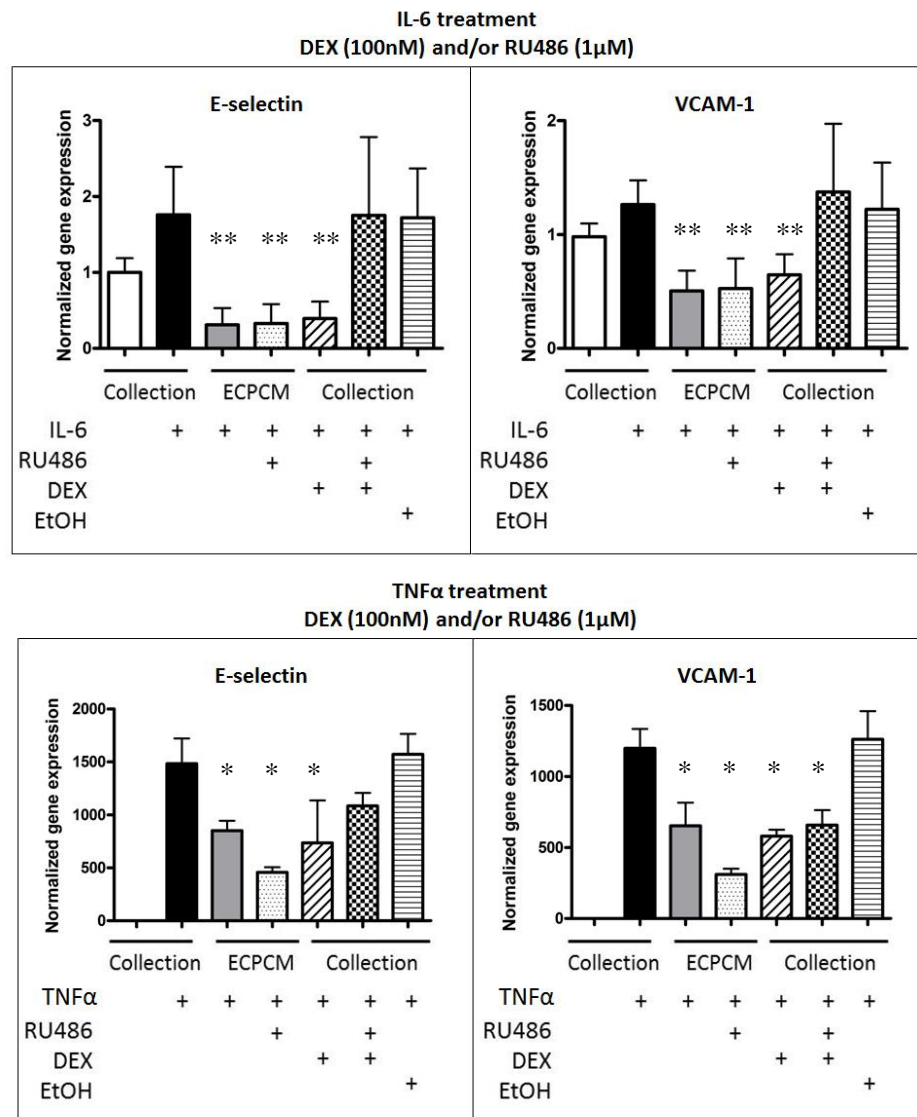 IL-6 treatment
DEX (100nM) and/or RU486 (1μM)
E-selectin
Normalized gene expression
3
2
1
0
** ** **
Collection ECPCM Collection
IL-6 + + + + + +
RU486 + +
DEX + +
EtOH +
VCAM-1
Normalized gene expression
2
1
0
** ** **
Collection ECPCM Collection
IL-6 + + + + + +
RU486 + +
DEX + +
EtOH +
TNFα treatment
DEX (100nM) and/or RU486 (1μM)
E-selectin
Normalized gene expression
2000
1500
1000
500
0
* * *
Collection ECPCM Collection
TNFα + + + + + +
RU486 + +
DEX + +
EtOH +
VCAM-1
Normalized gene expression
1500
1000
500
0
* * * *
Collection ECPCM Collection
TNFα + + + + + +
RU486 + +
DEX + +
EtOH +